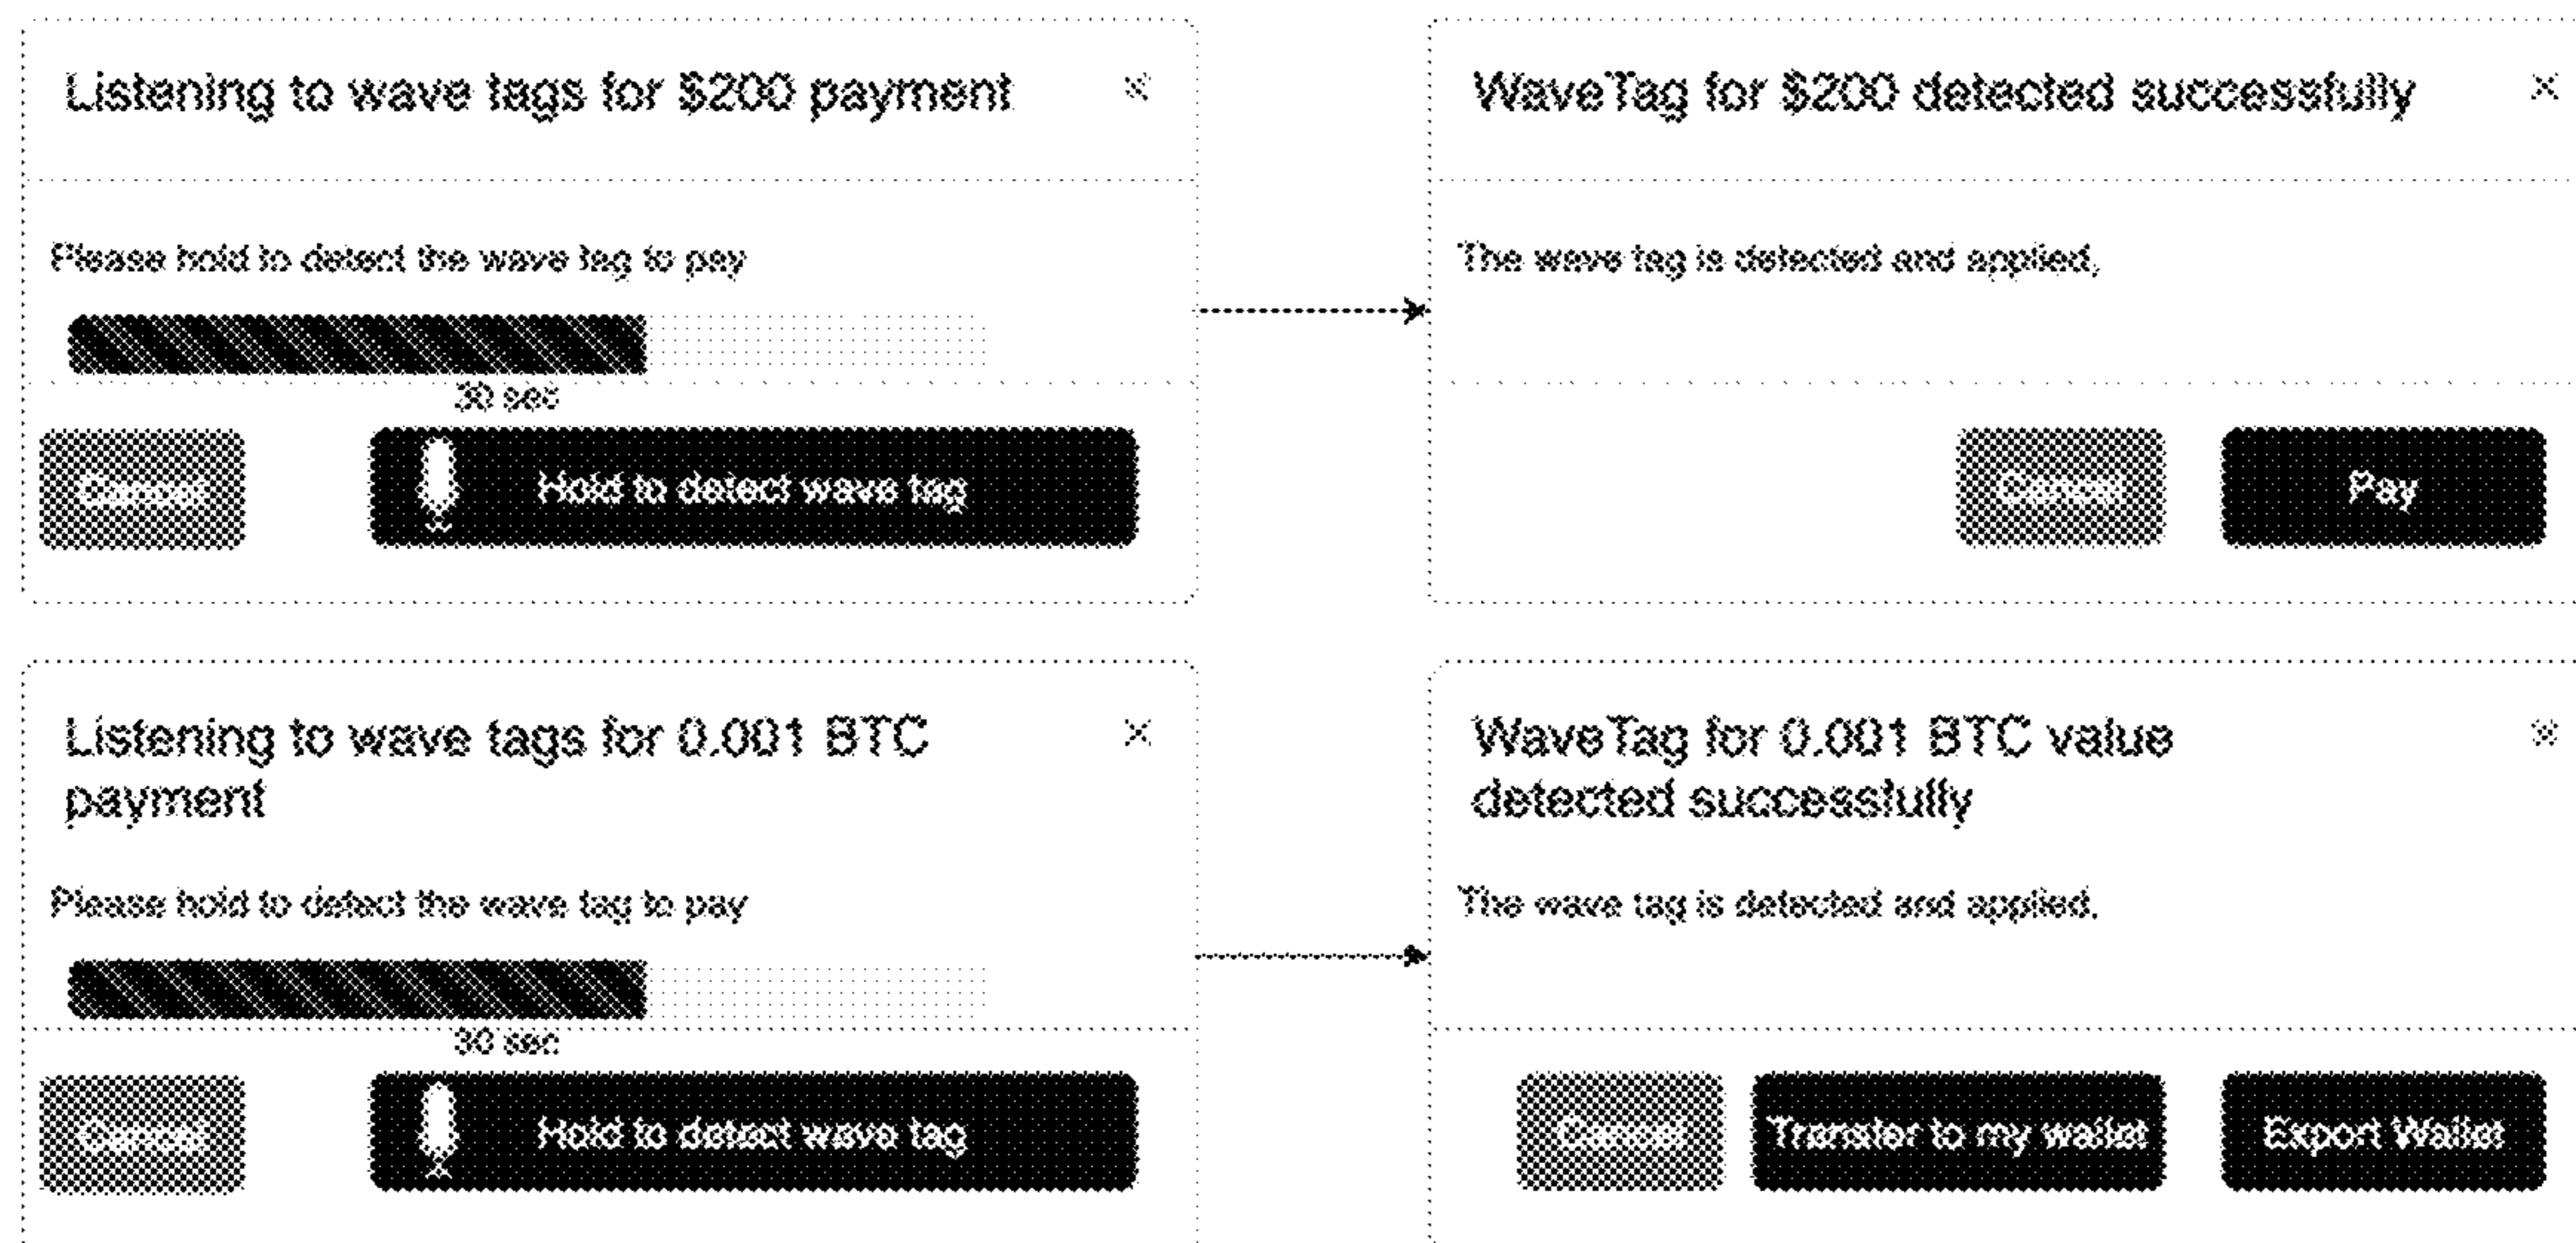 Listening to wave tags for $200 payment ×
Please hold to detect the wave tag to pay
30 sec
Cancel
Hold to detect wave tag
WaveTag for $200 detected successfully ×
The wave tag is detected and applied.
Cancel
Pay
Listening to wave tags for 0.001 BTC ×
payment
Please hold to detect the wave tag to pay
30 sec
Cancel
Hold to detect wave tag
WaveTag for 0.001 BTC value ×
detected successfully
The wave tag is detected and applied.
Cancel
Transfer to my wallet
Export Wallet